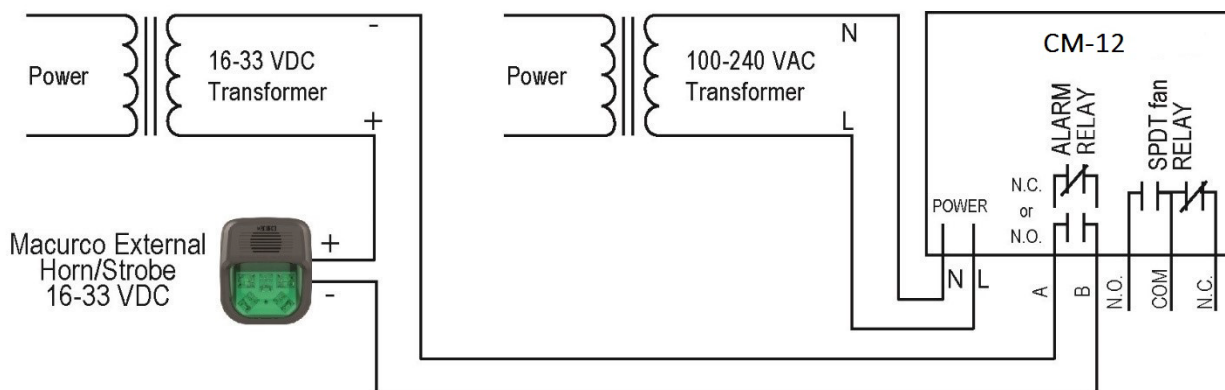 Power
16-33 VDC
Transformer
-
+
Power
100-240 VAC
Transformer
N
L
CM-12
ALARM
RELAY
SPDT fan
RELAY
N.C.
or
N.O.
POWER
N
L
A
B
N.O.
COM
N.C.
Macurco External
Horn/Strobe
16-33 VDC
+
-